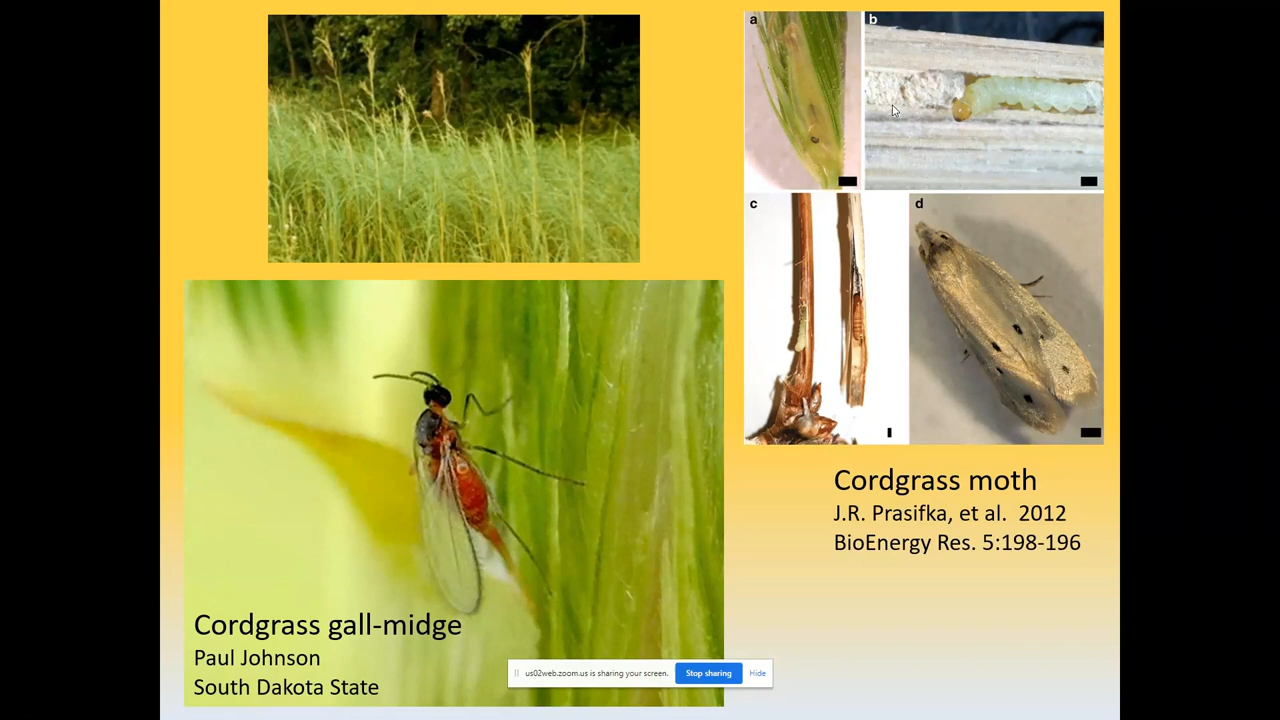 a
b
c
d
Cordgrass moth
J.R. Prasifka, et al.  2012
BioEnergy Res. 5:198-196
Cordgrass gall-midge
Paul Johnson
South Dakota State
us02web.zoom.us is sharing your screen.
Stop sharing
Hide